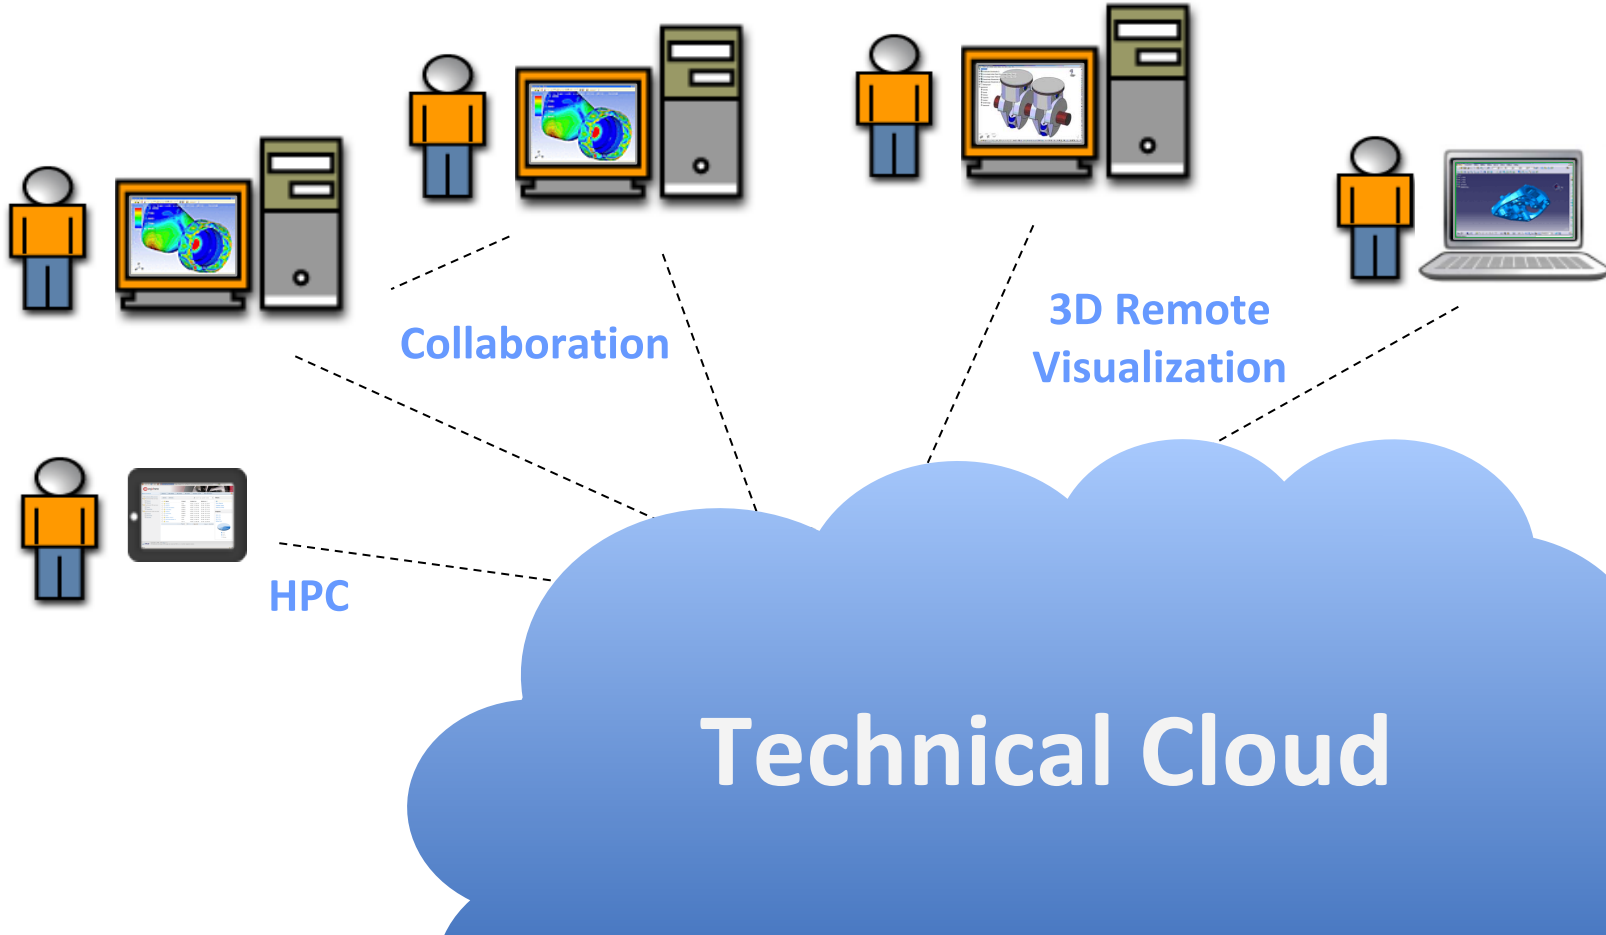 Collaboration
3D Remote
Visualization
HPC
Technical Cloud